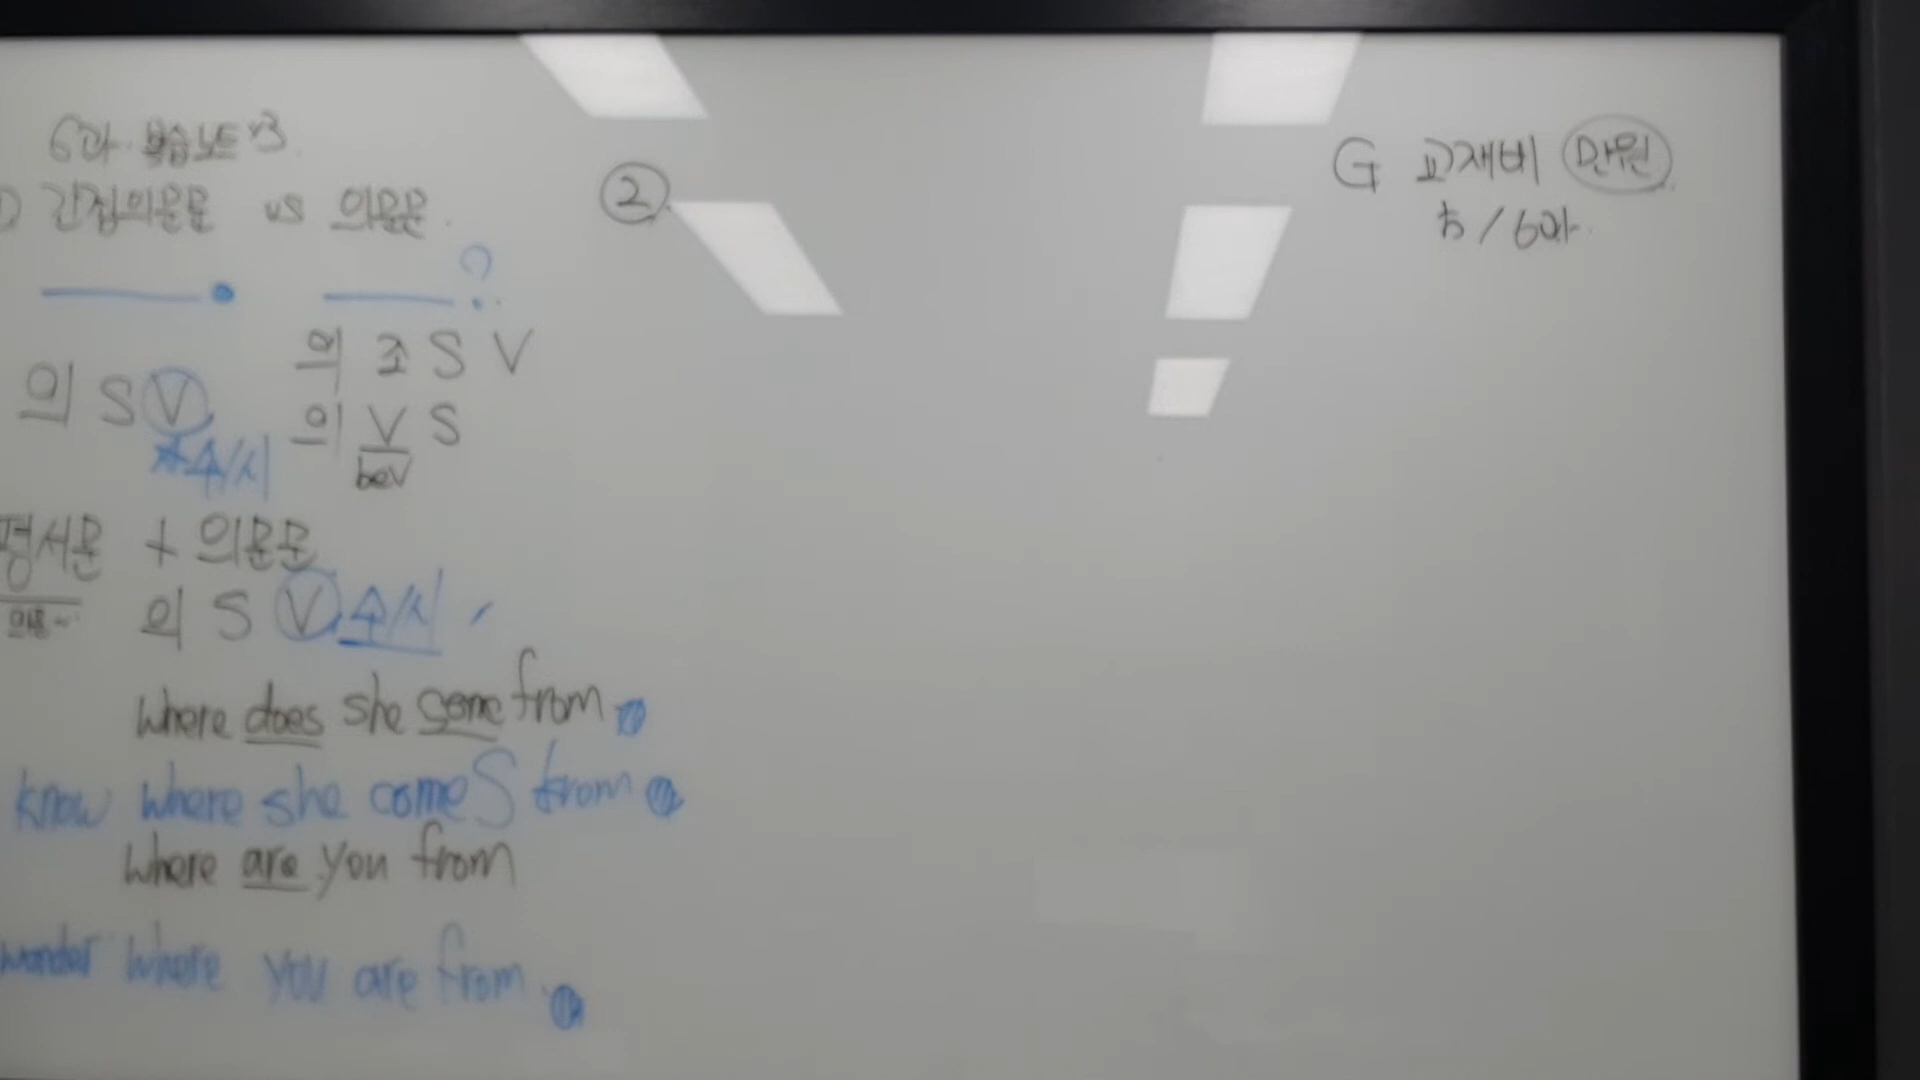 6과 복습노트 v3
① 간접의문문 vs 의문문
.
?
의 S V
*수/시
의 조 S V
의 V S
beV
평서문 + 의문문
의 S V 수/시
where does she come from
know where she comeS from
where are you from
wonder where you are from
②
G 교재비 만원
/ 6과